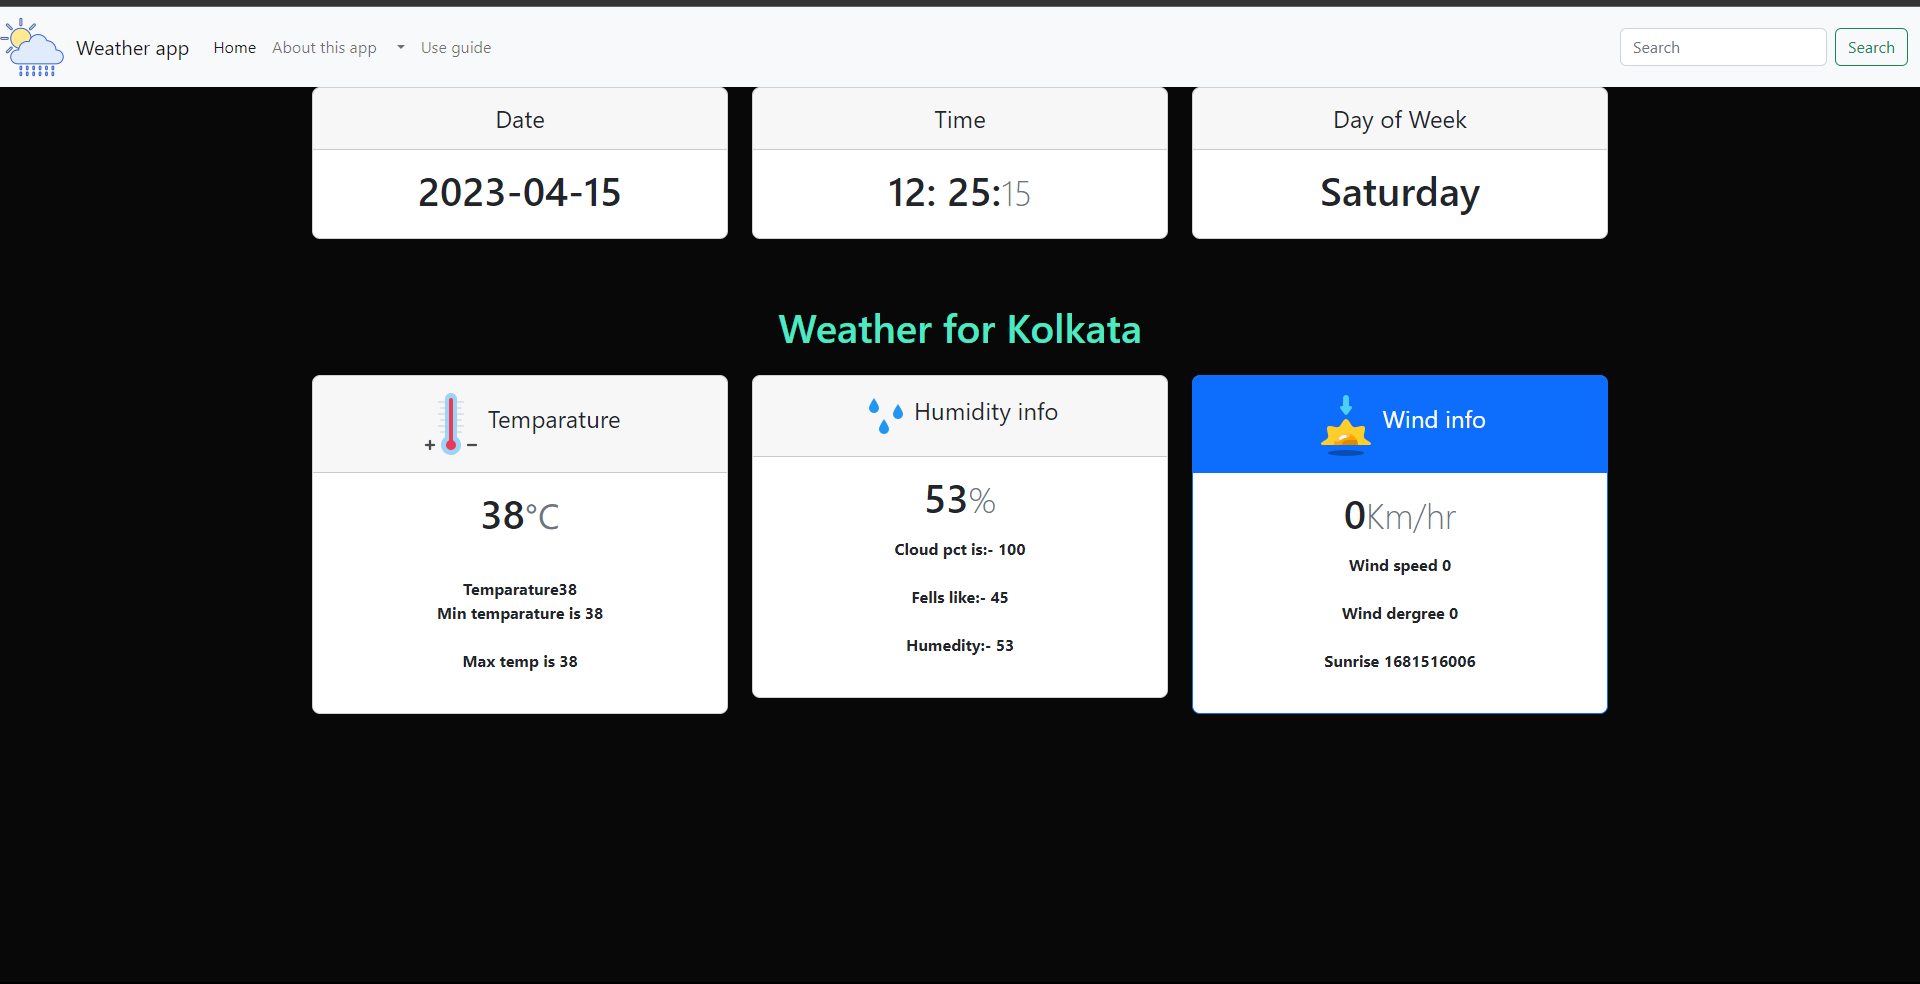 Weather app Home About this app Use guide Search Search
Date
2023-04-15
Time
12: 25:15
Day of Week
Saturday
Weather for Kolkata
Temparature
38°C
Temparature38
Min temparature is 38
Max temp is 38
Humidity info
53%
Cloud pct is:- 100
Fells like:- 45
Humedity:- 53
Wind info
0Km/hr
Wind speed 0
Wind dergree 0
Sunrise 1681516006